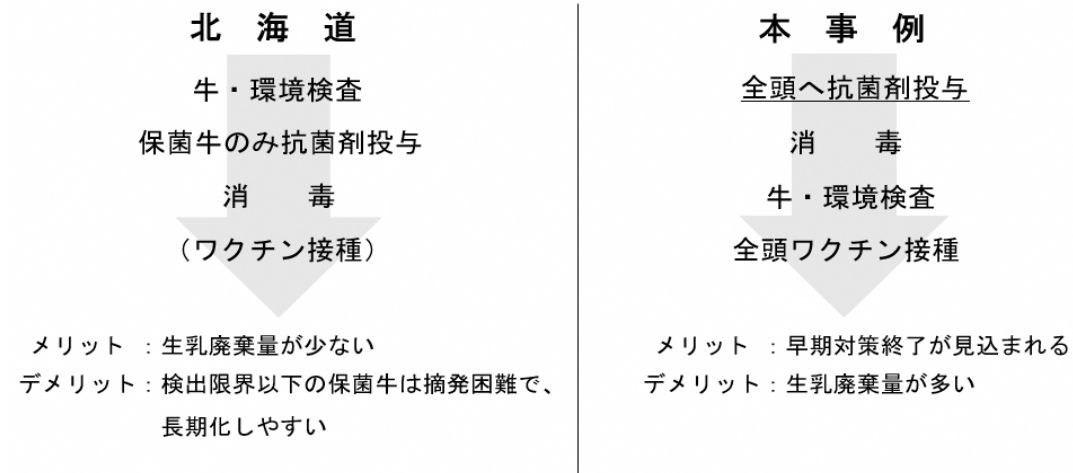 北　海　道
牛・環境検査
保菌牛のみ抗菌剤投与
消　　毒
（ワクチン接種）
メリット　：生乳廃棄量が少ない
デメリット：検出限界以下の保菌牛は摘発困難で、
長期化しやすい
本　事　例
全頭へ抗菌剤投与
消　　毒
牛・環境検査
全頭ワクチン接種
メリット　：早期対策終了が見込まれる
デメリット：生乳廃棄量が多い